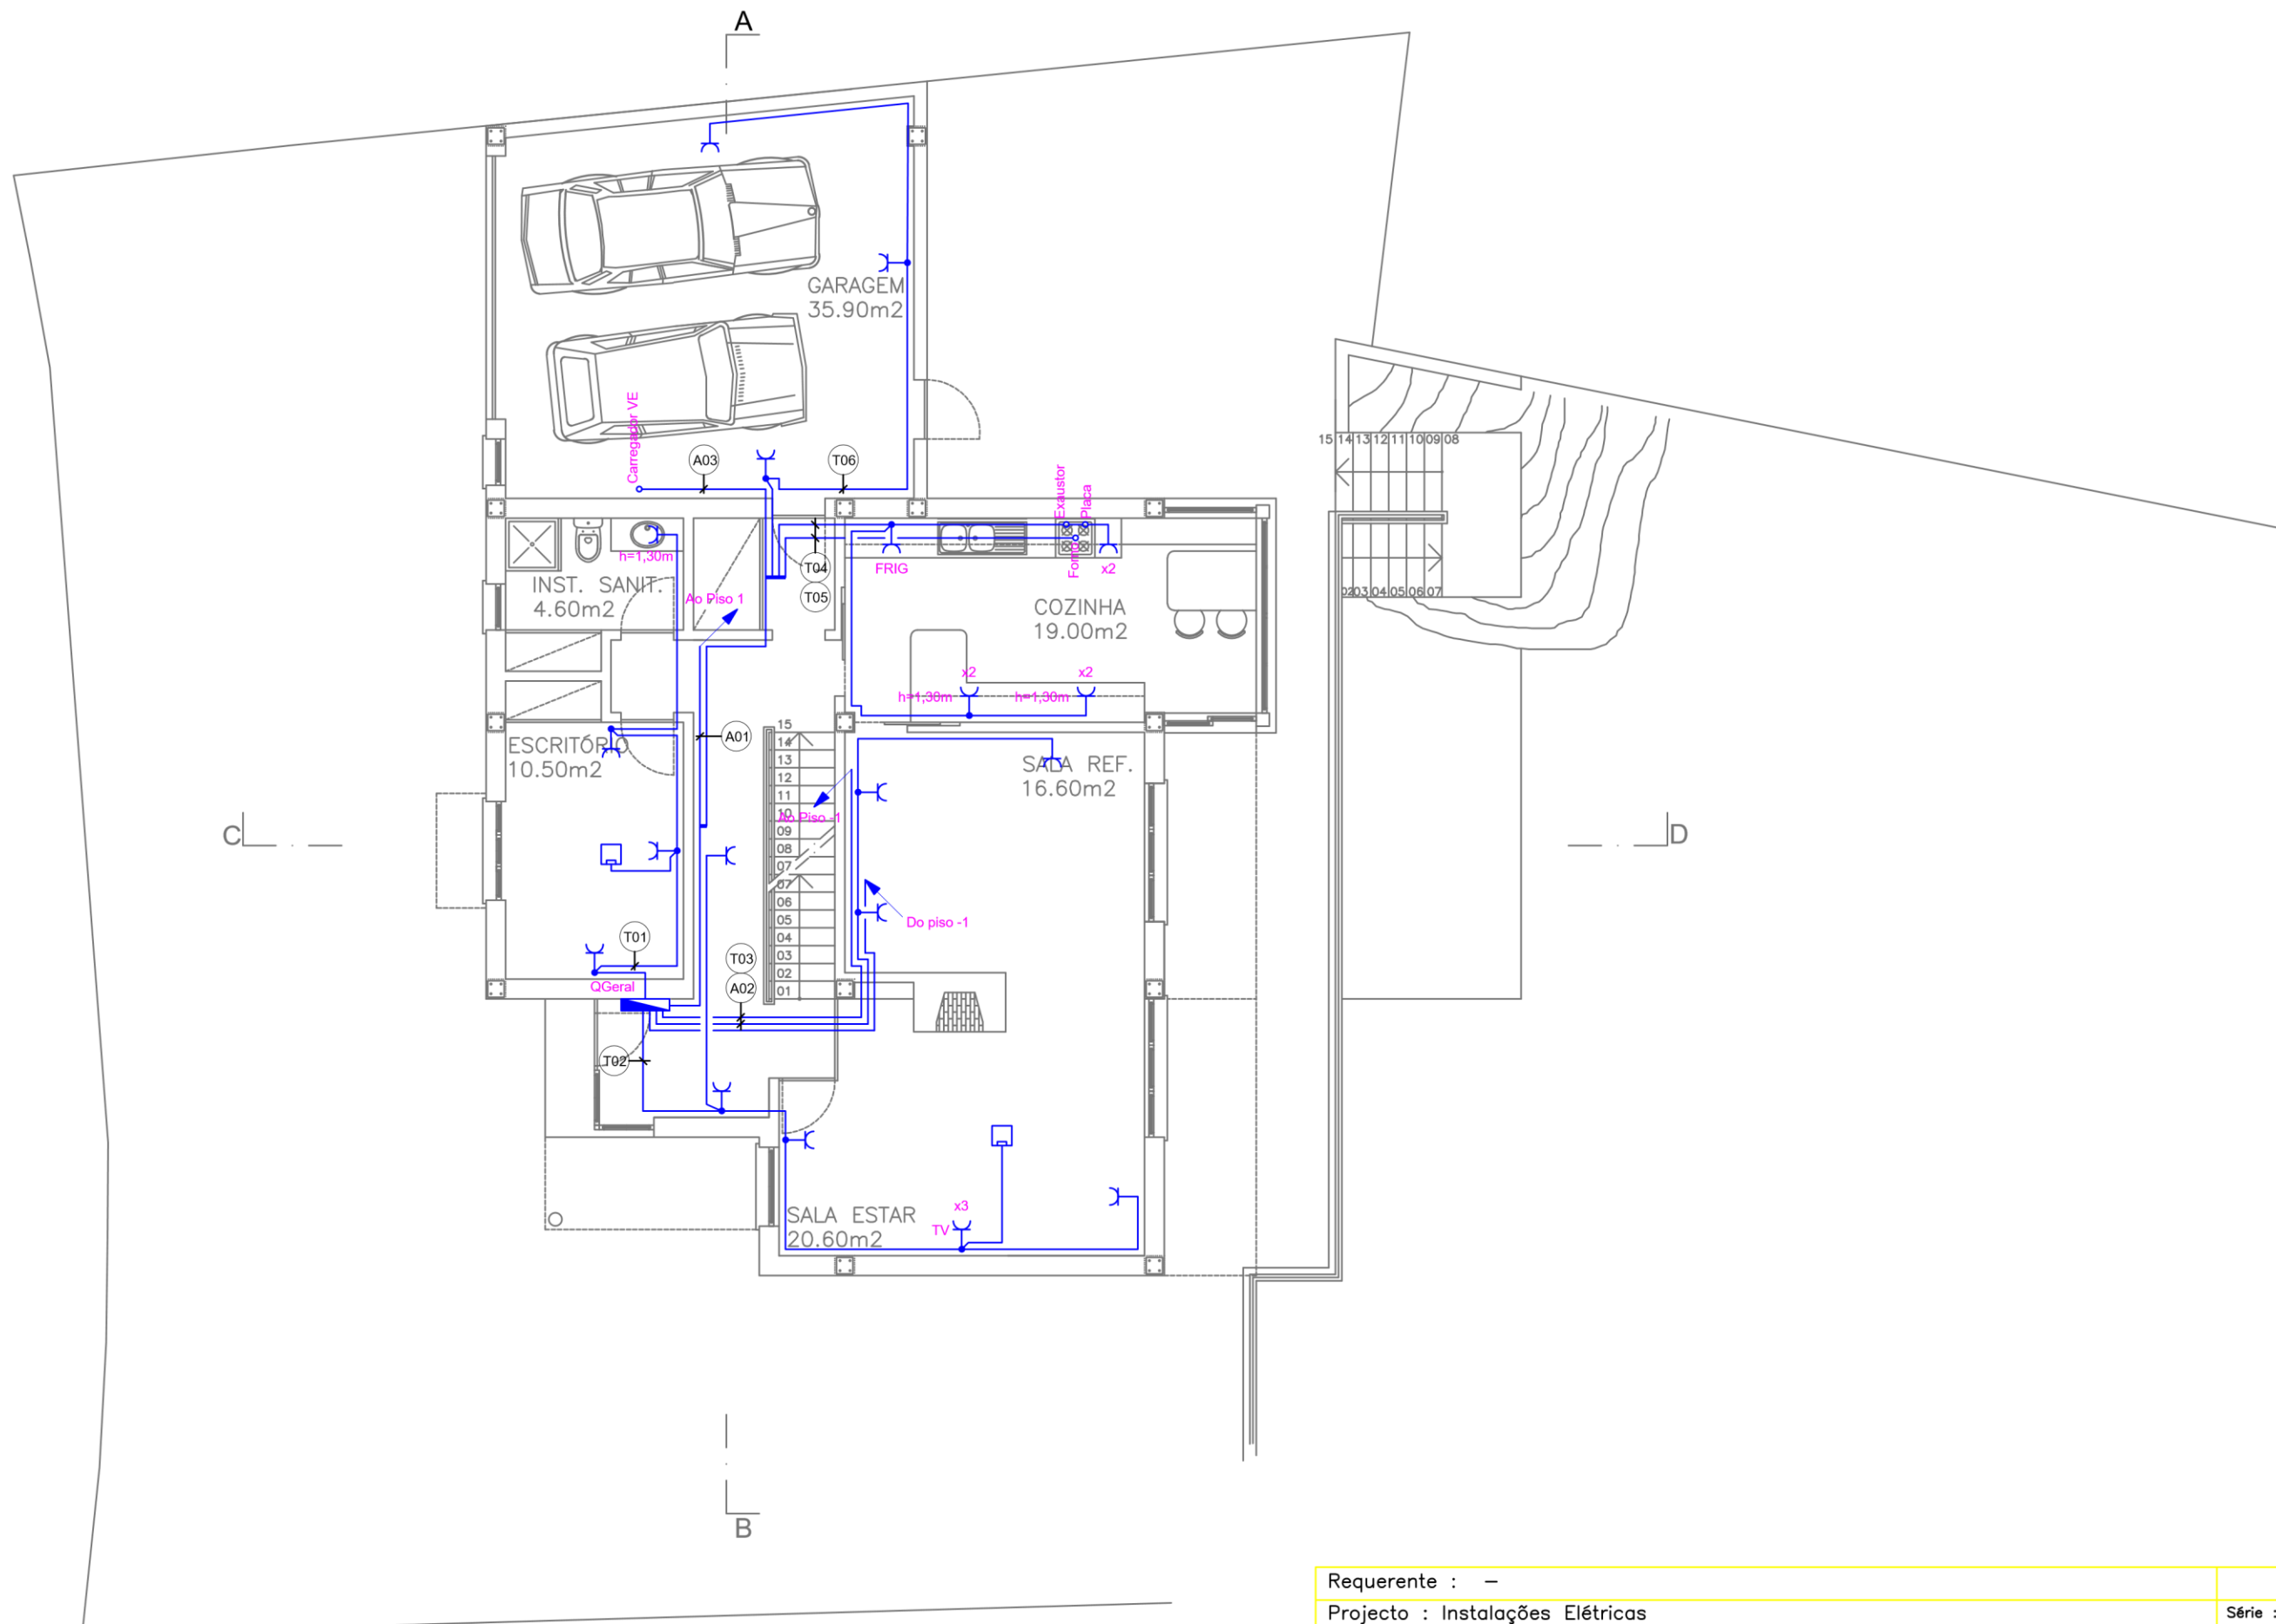 A
GARAGEM
35.90m2
Carregador VE
A03
T06
15 14 13 12 11 10 09 08
Exaustor
Placa
h=1,30m
FRIG
Forno
x2
T04
T05
INST. SANIT.
4.60m2
Ao Piso 1
COZINHA
19.00m2
02 03 04 05 06 07
x2
x2
h=1,30m
h=1,30m
A01
ESCRITÓRIO
10.50m2
15
14
13
12
11
10
09
08
07
07
06
05
04
03
02
01
SALA REF.
16.60m2
Ao Piso -1
C
D
Do piso -1
T01
T03
A02
QGeral
T02
SALA ESTAR
20.60m2
x3
TV
B
Requerente : –
Projecto : Instalações Elétricas
Série :